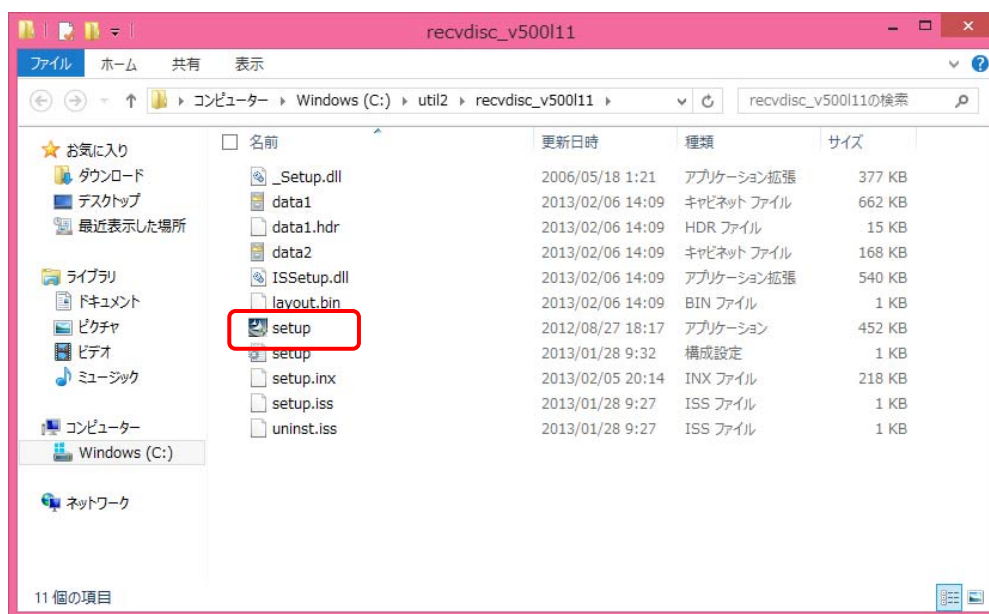 recvdisc_v500l11
ファイル ホーム 共有 表示
コンピューター Windows (C:) util2 recvdisc_v500l11 recvdisc_v500l11の検索
名前 更新日時 種類 サイズ
お気に入り
ダウンロード
デスクトップ
最近表示した場所
ライブラリ
ドキュメント
ピクチャ
ビデオ
ミュージック
コンピューター
Windows (C:)
ネットワーク
_Setup.dll 2006/05/18 1:21 アプリケーション拡張 377 KB
data1 2013/02/06 14:09 キャビネット ファイル 662 KB
data1.hdr 2013/02/06 14:09 HDR ファイル 15 KB
data2 2013/02/06 14:09 キャビネット ファイル 168 KB
ISSetup.dll 2013/02/06 14:09 アプリケーション拡張 540 KB
layout.bin 2013/02/06 14:09 BIN ファイル 1 KB
setup 2012/08/27 18:17 アプリケーション 452 KB
setup 2013/01/28 9:32 構成設定 1 KB
setup.inx 2013/02/05 20:14 INX ファイル 218 KB
setup.iss 2013/01/28 9:27 ISS ファイル 1 KB
uninst.iss 2013/01/28 9:27 ISS ファイル 1 KB
11 個の項目